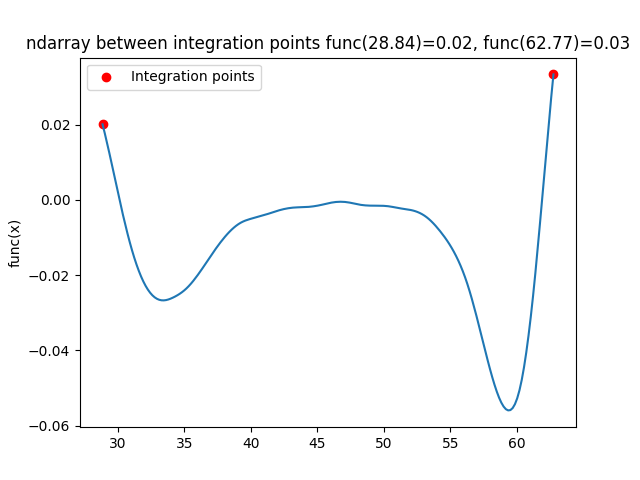 ndarray between integration points func(28.84)=0.02, func(62.77)=0.03
Integration points
func(x)
0.02
0.00
−0.02
−0.04
−0.06
30 35 40 45 50 55 60